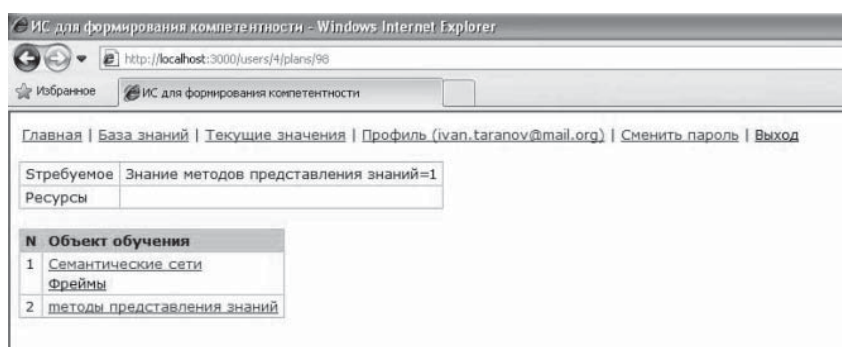 ИС для формирования компетентности - Windows Internet Explorer
http://localhost:3000/users/4/plans/98
Избранное ИС для формирования компетентности
Главная | База знаний | Текущие значения | Профиль (ivan.taranov@mail.org) | Сменить пароль | Выход
Sтребуемое Знание методов представления знаний=1
Ресурсы
N Объект обучения
1 Семантические сети
Фреймы
2 методы представления знаний